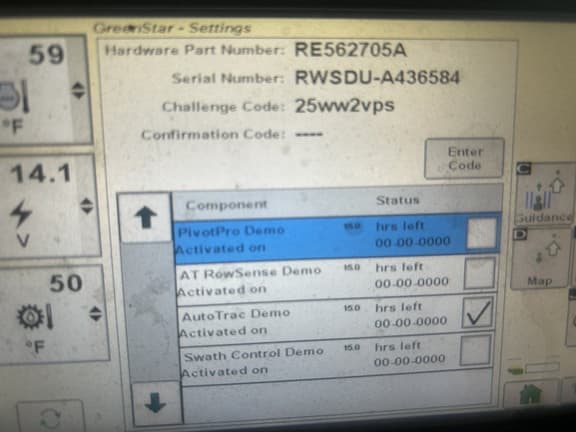 GreenStar - Settings
59
Hardware Part Number: RE562705A
Serial Number: RWSDU-A436584
Challenge Code: 25ww2vps
°F
Confirmation Code: ----
Enter
Code
14.1
V
Component Status
PivotPro Demo 15.0 hrs left
Activated on 00-00-0000
AT RowSense Demo 15.0 hrs left
Activated on 00-00-0000
AutoTrac Demo 15.0 hrs left
Activated on 00-00-0000
Swath Control Demo 15.0 hrs left
Activated on 00-00-0000
50
°F
C
Guidance
D
Map